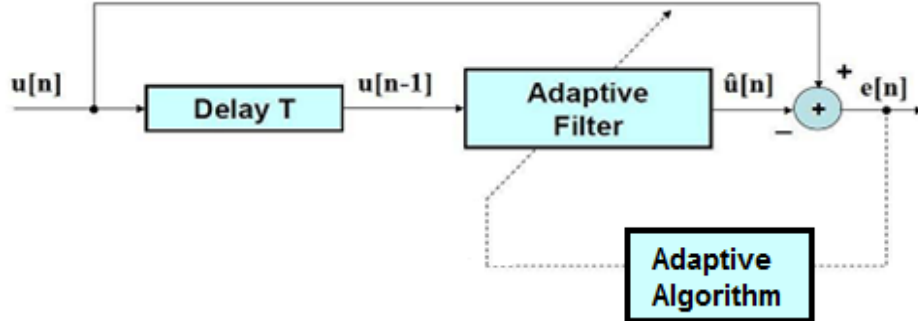 u[n]
Delay T
u[n-1]
Adaptive
Filter
û[n]
+
+
−
e[n]
Adaptive
Algorithm